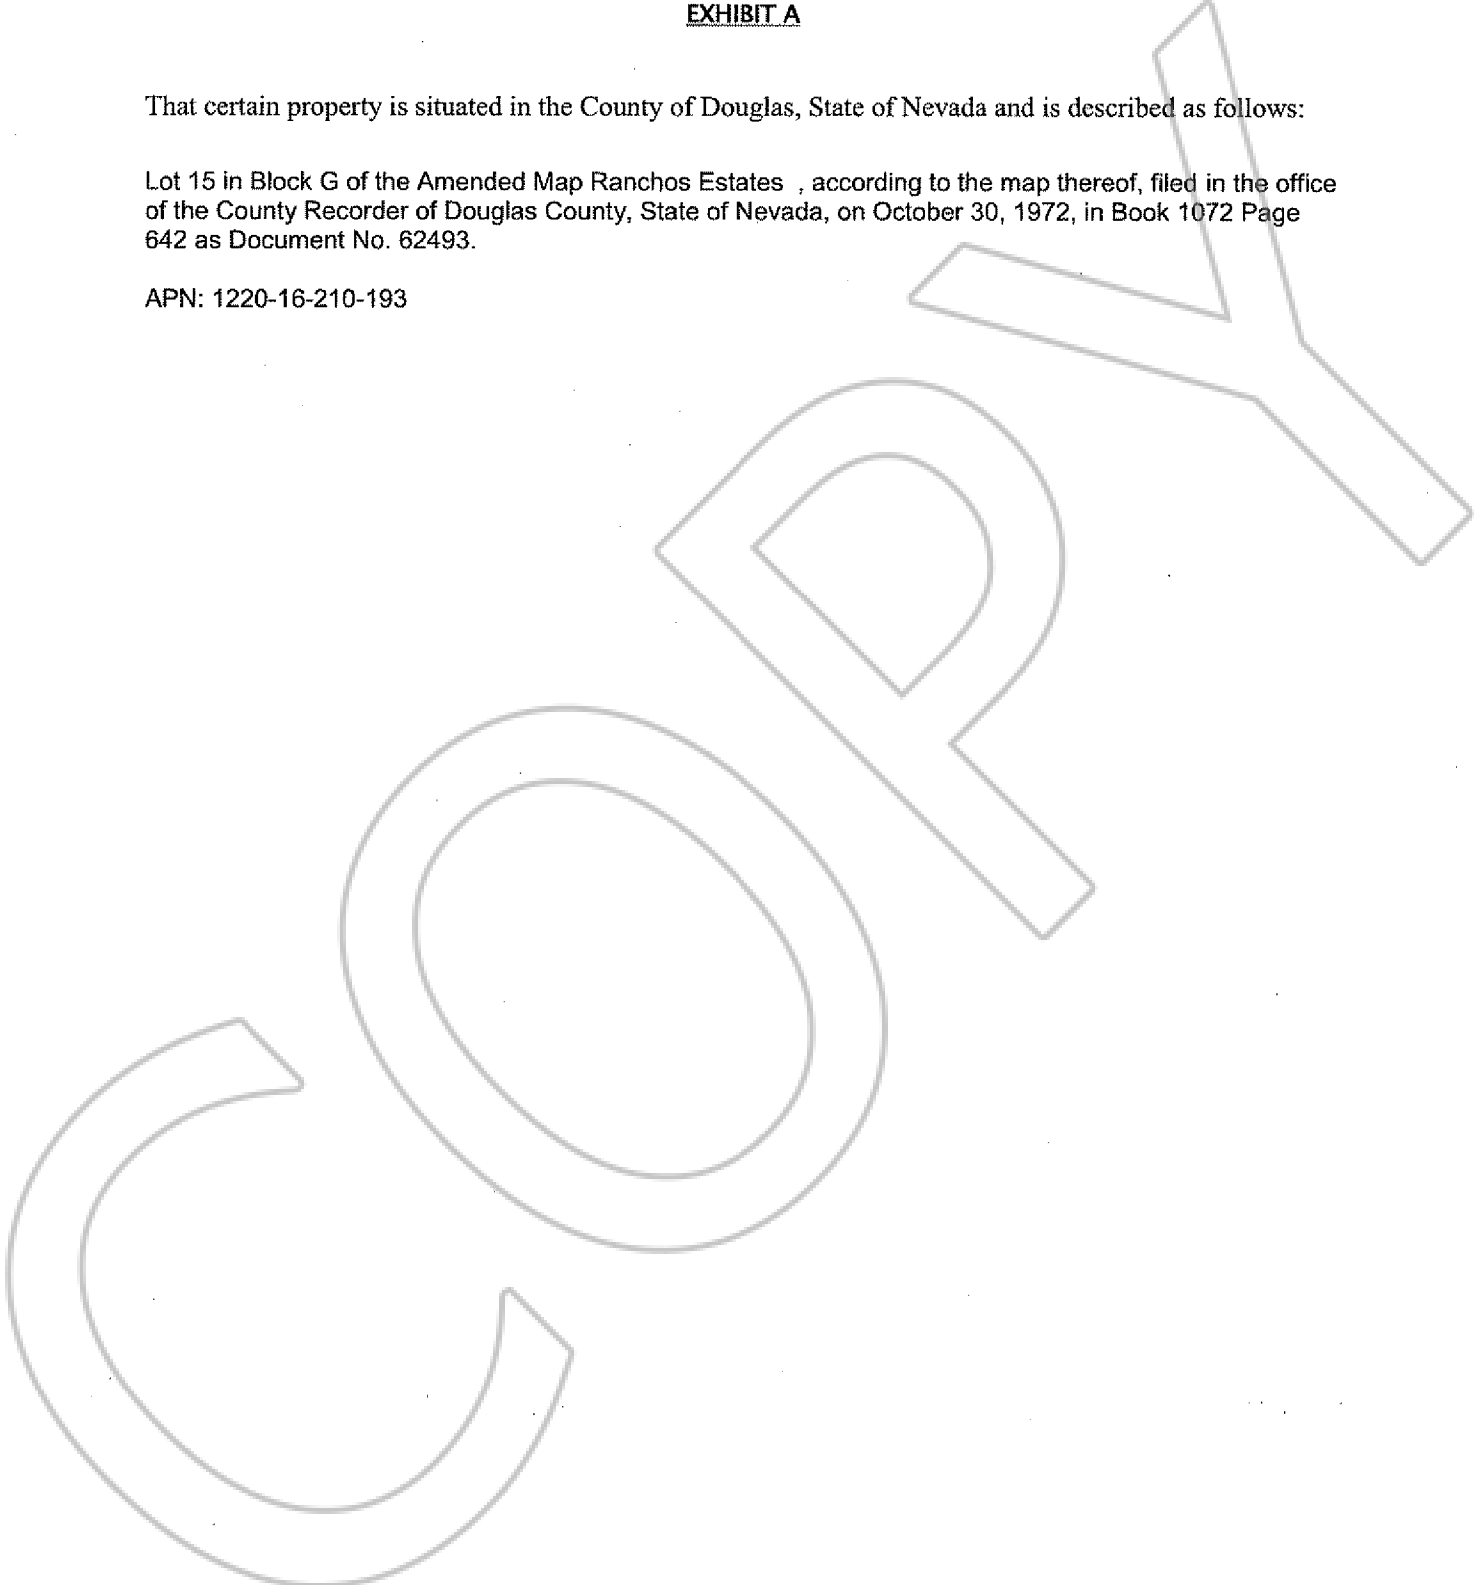 EXHIBIT A
That certain property is situated in the County of Douglas, State of Nevada and is described as follows:
Lot 15 in Block G of the Amended Map Ranchos Estates , according to the map thereof, filed in the office
of the County Recorder of Douglas County, State of Nevada, on October 30, 1972, in Book 1072 Page
642 as Document No. 62493.
APN: 1220-16-210-193
COPY